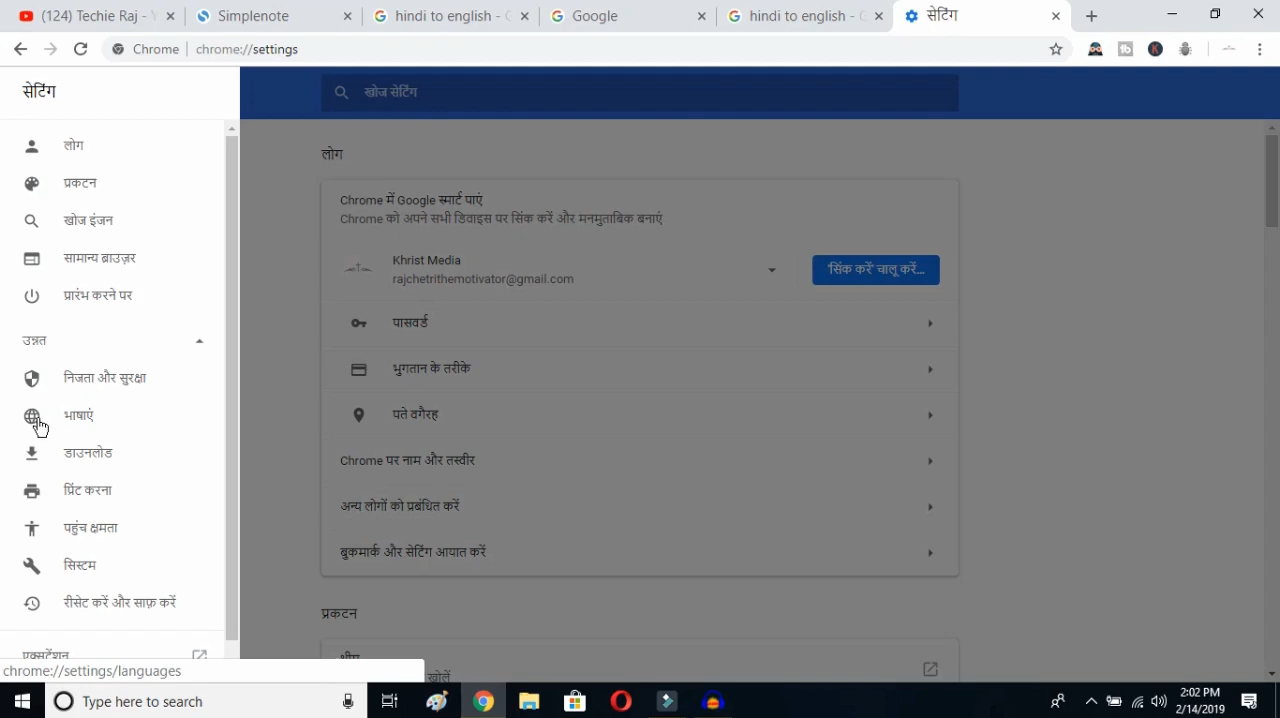 (124) Techie Raj -
Simplenote
hindi to english -
Google
hindi to english -
सेटिंग
Chrome
chrome://settings
सेटिंग
खोज सेटिंग
लोग
प्रकटन
खोज इंजन
सामान्य ब्राउज़र
प्रारंभ करने पर
उन्नत
निजता और सुरक्षा
भाषाएं
डाउनलोड
प्रिंट करना
पहुंच क्षमता
सिस्टम
रीसेट करें और साफ़ करें
एक्सटेंशन
chrome://settings/languages
लोग
Chrome में Google स्मार्ट पाएं
Chrome को अपने सभी डिवाइस पर सिंक करें और मनमुताबिक बनाएं
Khrist Media
rajchetrithemotivator@gmail.com
'सिंक करें' चालू करें...
पासवर्ड
भुगतान के तरीके
पते वगैरह
Chrome पर नाम और तस्वीर
अन्य लोगों को प्रबंधित करें
बुकमार्क और सेटिंग आयात करें
प्रकटन
थीम
खोलें
Type here to search
2:02 PM
2/14/2019